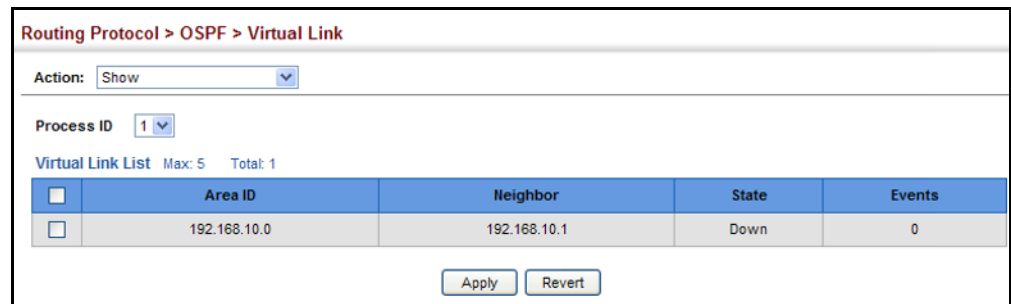 Routing Protocol > OSPF > Virtual Link
Action: Show
Process ID 1
Virtual Link List Max: 5 Total: 1
Area ID Neighbor State Events
192.168.10.0 192.168.10.1 Down 0
Apply Revert